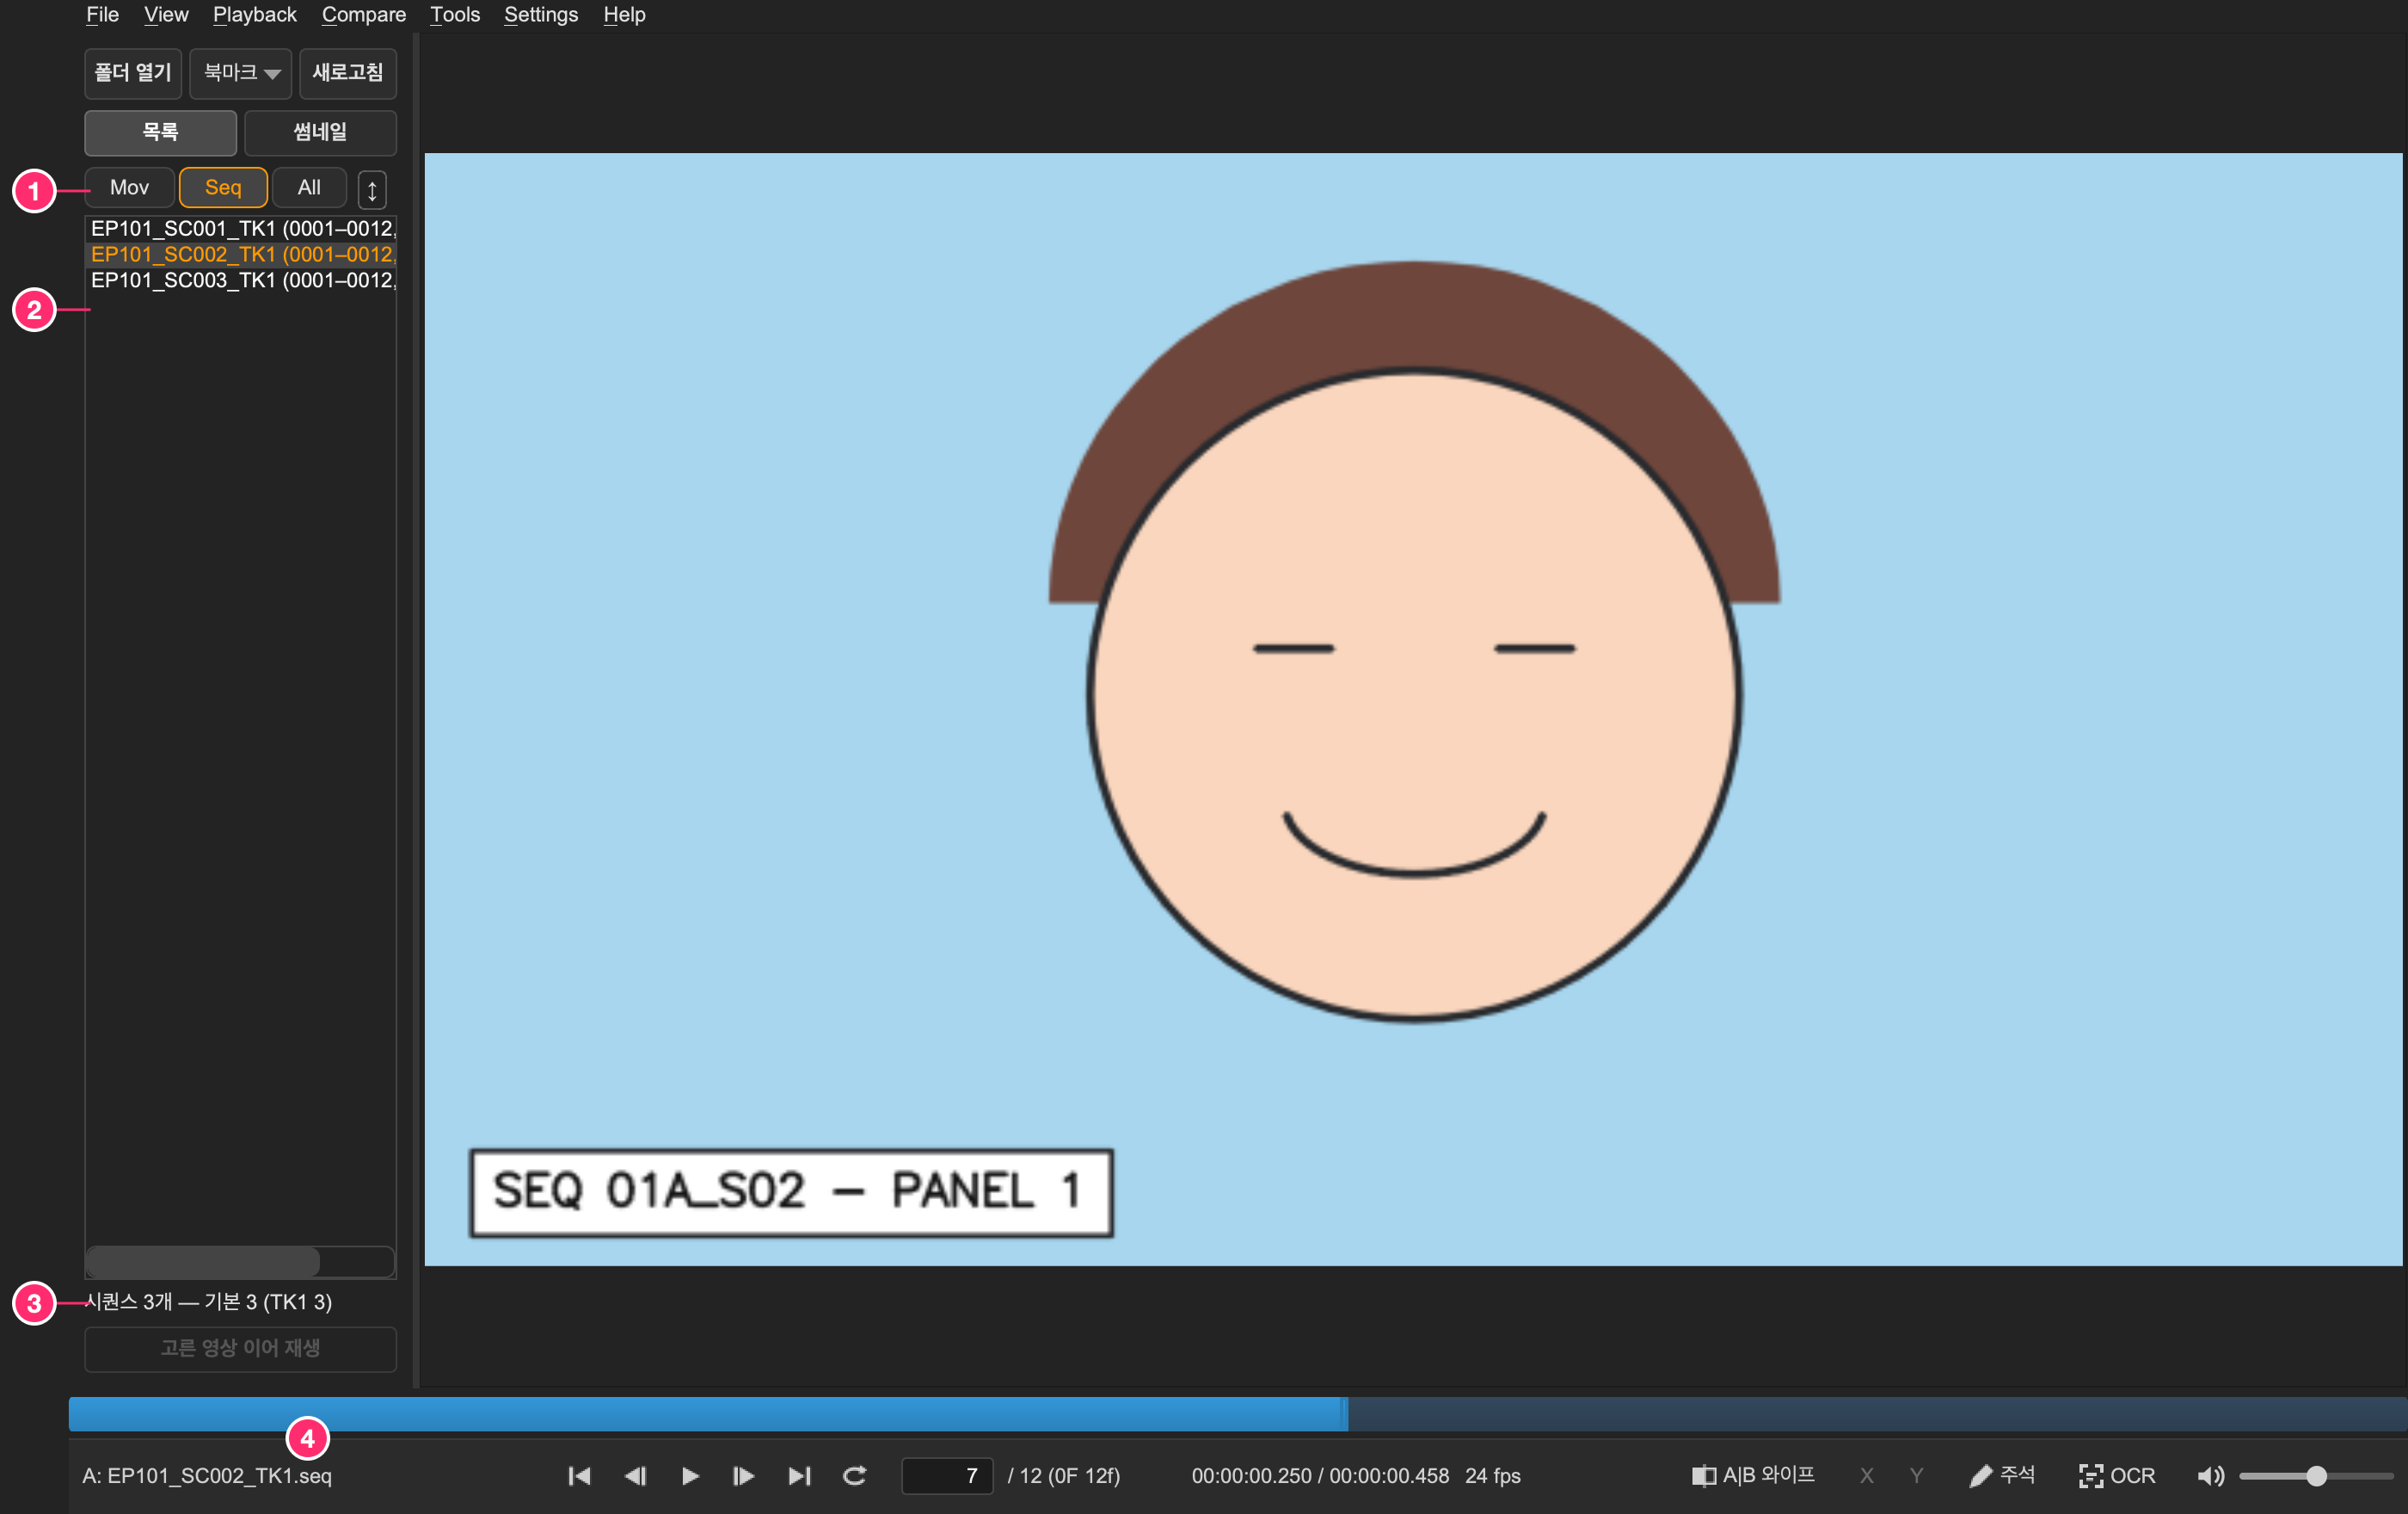 File View Playback Compare Tools Settings Help
폴더 열기 북마크 새로고침
목록 썸네일
1 Mov Seq All
EP101_SC001_TK1 (0001–0012,
EP101_SC002_TK1 (0001–0012,
EP101_SC003_TK1 (0001–0012,
2
SEQ 01A_S02 – PANEL 1
3 시퀀스 3개 — 기본 3 (TK1 3)
고른 영상 이어 재생
4
A: EP101_SC002_TK1.seq 7 / 12 (0F 12f) 00:00:00.250 / 00:00:00.458 24 fps A|B 와이프 X Y 주석 OCR